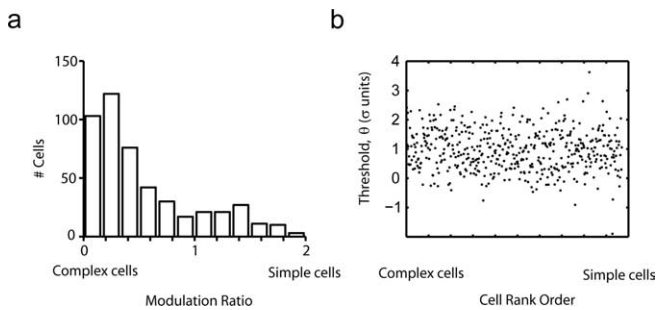 a
150
100
50
0
# Cells
0
1
2
Complex cells
Simple cells
Modulation Ratio
b
4
3
2
1
0
−1
Threshold, θ (σ units)
Complex cells
Simple cells
Cell Rank Order